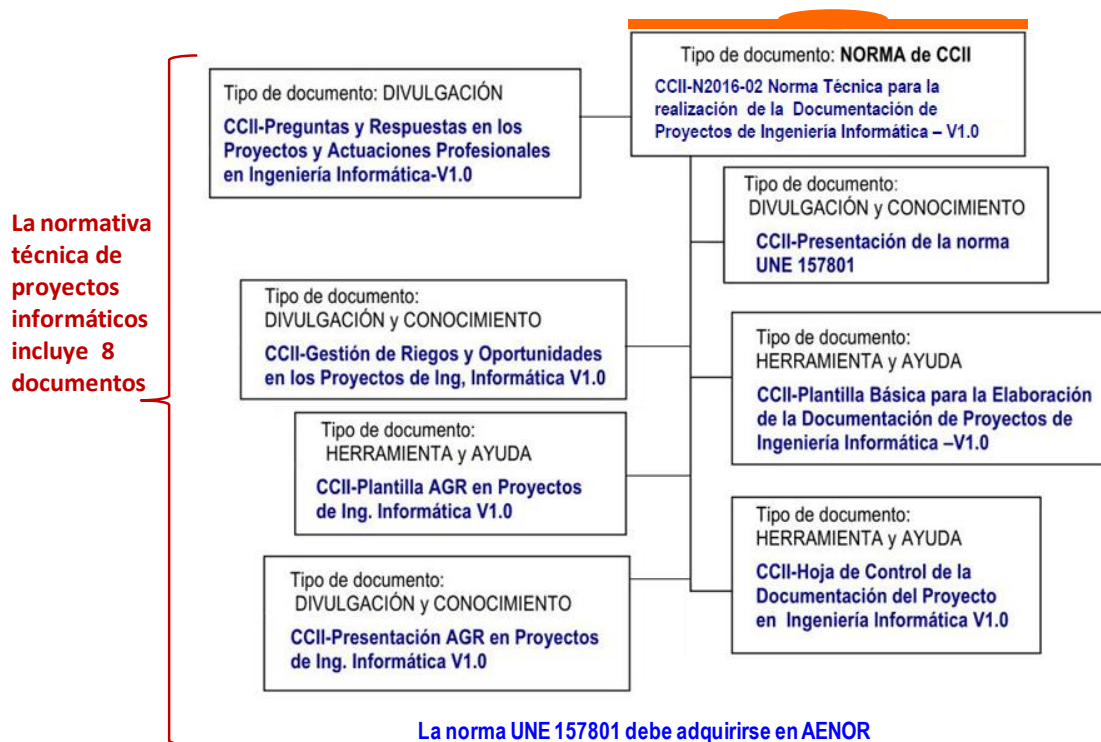 Tipo de documento: NORMA de CCII
CCII-N2016-02 Norma Técnica para la
realización de la Documentación de
Proyectos de Ingeniería Informática – V1.0
Tipo de documento: DIVULGACIÓN
CCII-Preguntas y Respuestas en los
Proyectos y Actuaciones Profesionales
en Ingeniería Informática-V1.0
Tipo de documento:
DIVULGACIÓN y CONOCIMIENTO
CCII-Presentación de la norma
UNE 157801
La normativa
técnica de
proyectos
informáticos
incluye 8
documentos
Tipo de documento:
DIVULGACIÓN y CONOCIMIENTO
CCII-Gestión de Riegos y Oportunidades
en los Proyectos de Ing, Informática V1.0
Tipo de documento:
HERRAMIENTA y AYUDA
CCII-Plantilla Básica para la Elaboración
de la Documentación de Proyectos de
Ingeniería Informática –V1.0
Tipo de documento:
HERRAMIENTA y AYUDA
CCII-Plantilla AGR en Proyectos
de Ing. Informática V1.0
Tipo de documento:
HERRAMIENTA y AYUDA
CCII-Hoja de Control de la
Documentación del Proyecto
en Ingeniería Informática V1.0
Tipo de documento:
DIVULGACIÓN y CONOCIMIENTO
CCII-Presentación AGR en Proyectos
de Ing. Informática V1.0
La norma UNE 157801 debe adquirirse en AENOR